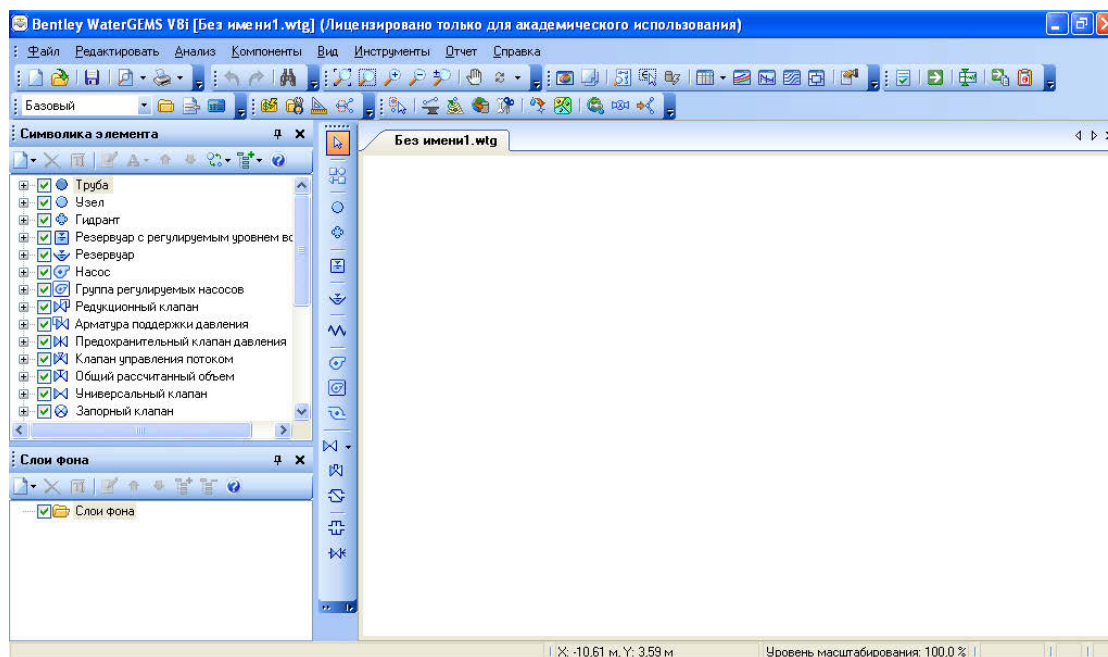 Bentley WaterGEMS V8i [Без имени1.wtg] (Лицензировано только для академического использования)
Файл Редактировать Анализ Компоненты Вид Инструменты Отчет Справка
Базовый
Символика элемента
Без имени1.wtg
Труба
Узел
Гидрант
Резервуар с регулируемым уровнем вс
Резервуар
Насос
Группа регулируемых насосов
Редукционный клапан
Арматура поддержки давления
Предохранительный клапан давления
Клапан управления потоком
Общий рассчитанный объем
Универсальный клапан
Запорный клапан
Слои фона
Слои фона
X: -10.61 м, Y: 3.59 м Уровень масштабирования: 100.0 %